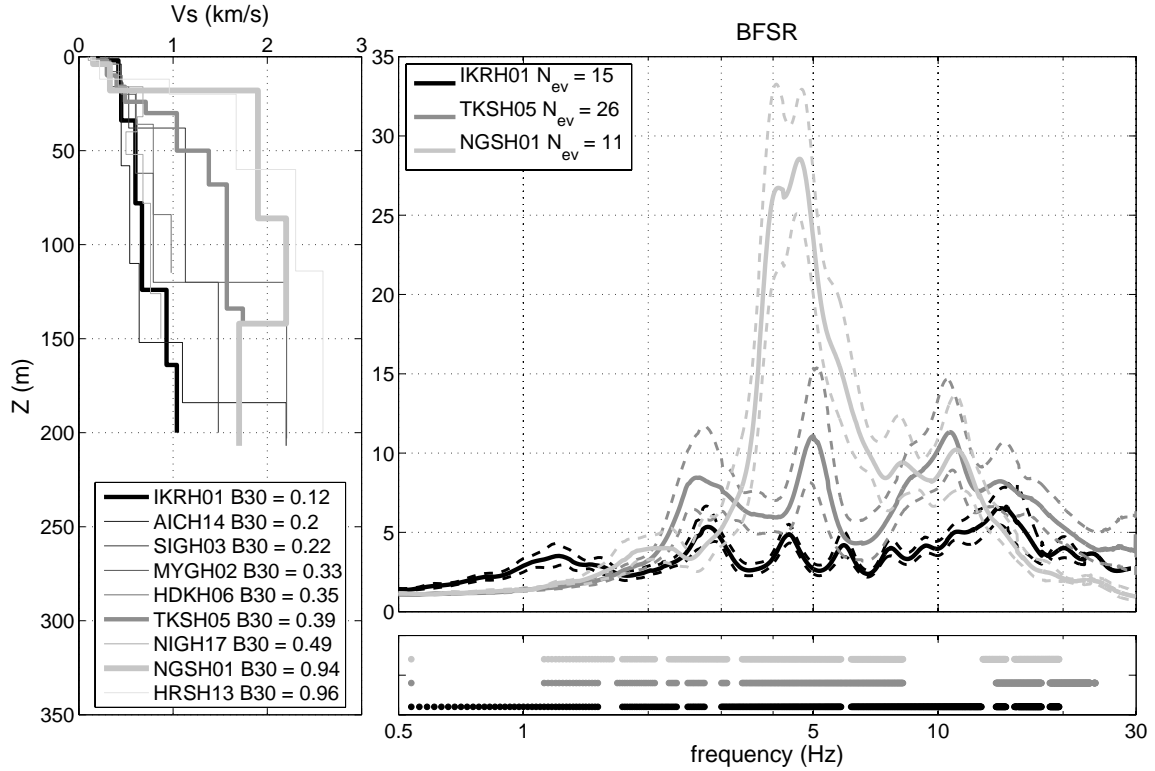 Vs (km/s)
0 1 2 3
BFSR
0
50
100
150
200
250
300
350
Z (m)
IKRH01 B30 = 0.12
AICH14 B30 = 0.2
SIGH03 B30 = 0.22
MYGH02 B30 = 0.33
HDKH06 B30 = 0.35
TKSH05 B30 = 0.39
NIGH17 B30 = 0.49
NGSH01 B30 = 0.94
HRSH13 B30 = 0.96
35
30
25
20
15
10
5
0
IKRH01 N_ev = 15
TKSH05 N_ev = 26
NGSH01 N_ev = 11
0.5 1 5 10 30
frequency (Hz)